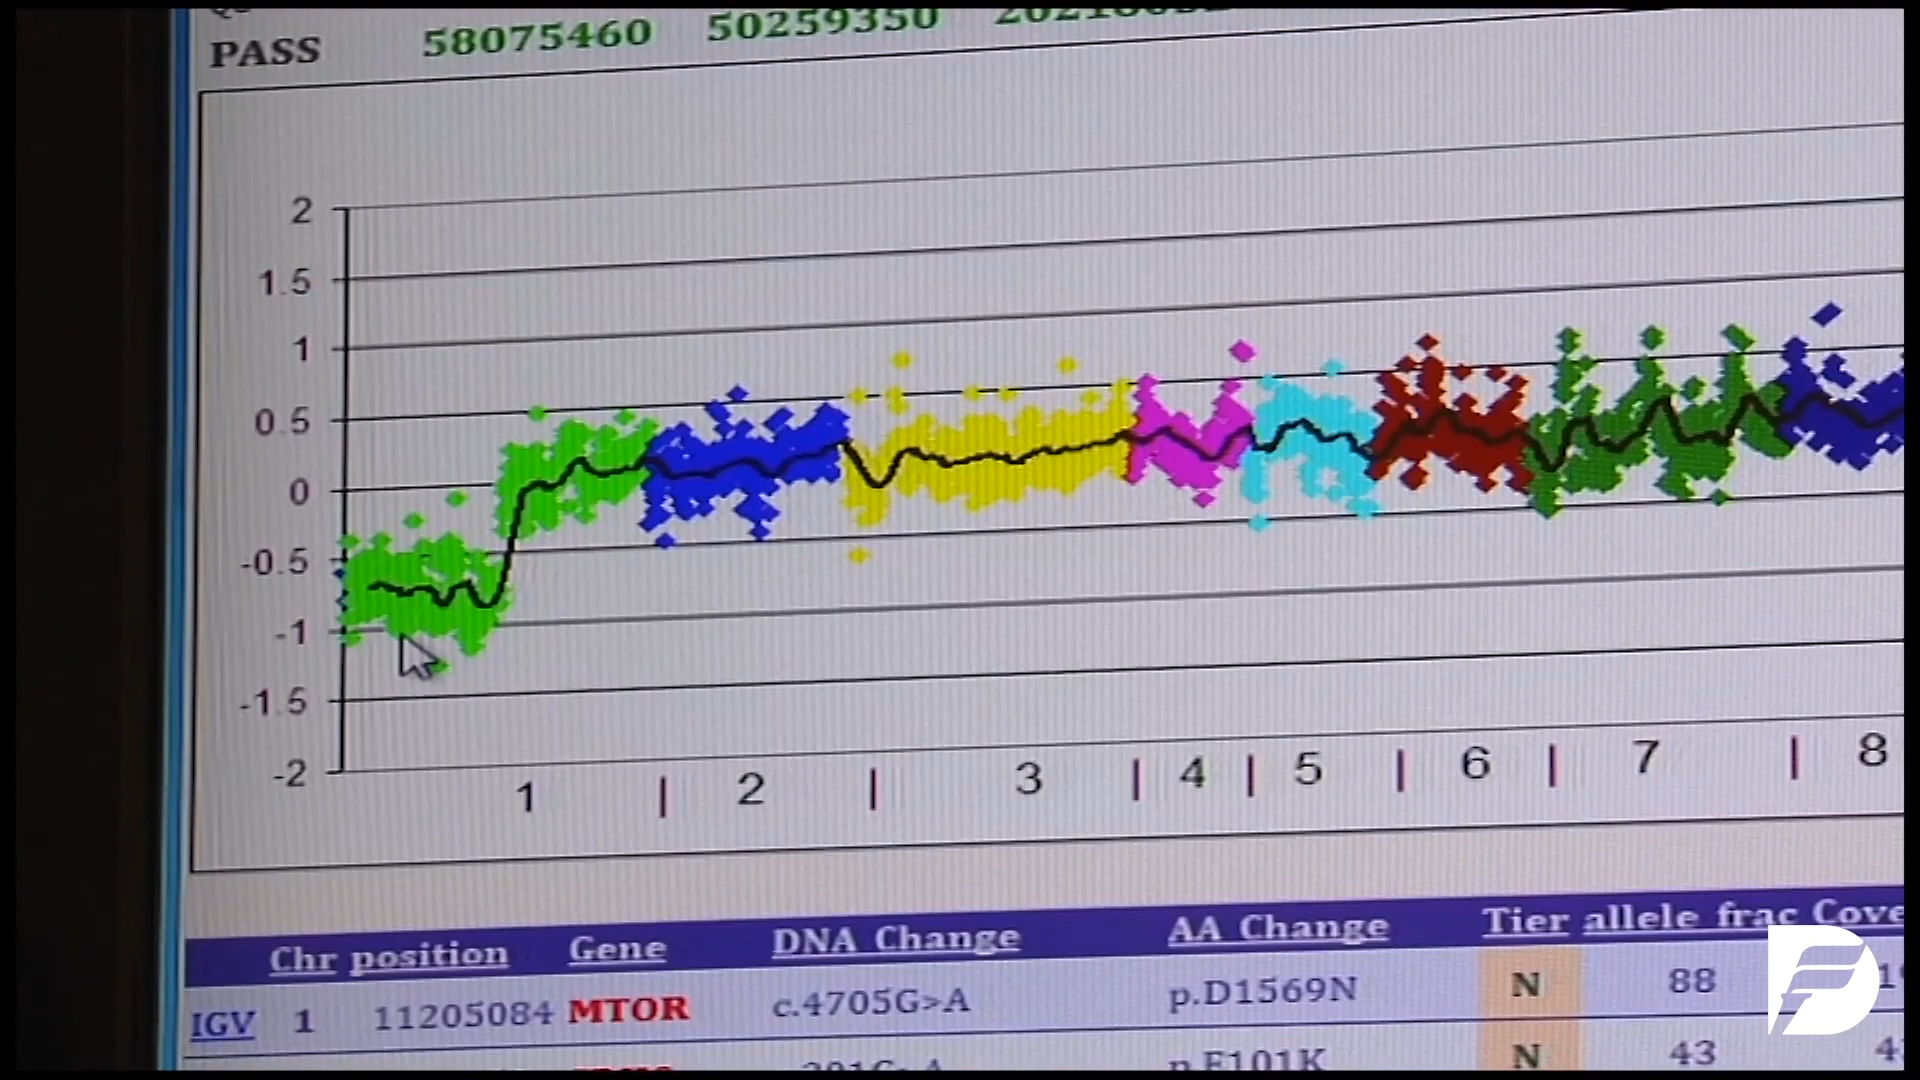 PASS 58075460 50259350
2
1.5
1
0.5
0
-0.5
-1
-1.5
-2
1 | 2 | 3 | 4 | 5 | 6 | 7 | 8
Chr position Gene DNA Change AA Change Tier allele frac
IGV 1 11205084 MTOR c.4705G>A p.D1569N N 88
p.E101K N 43